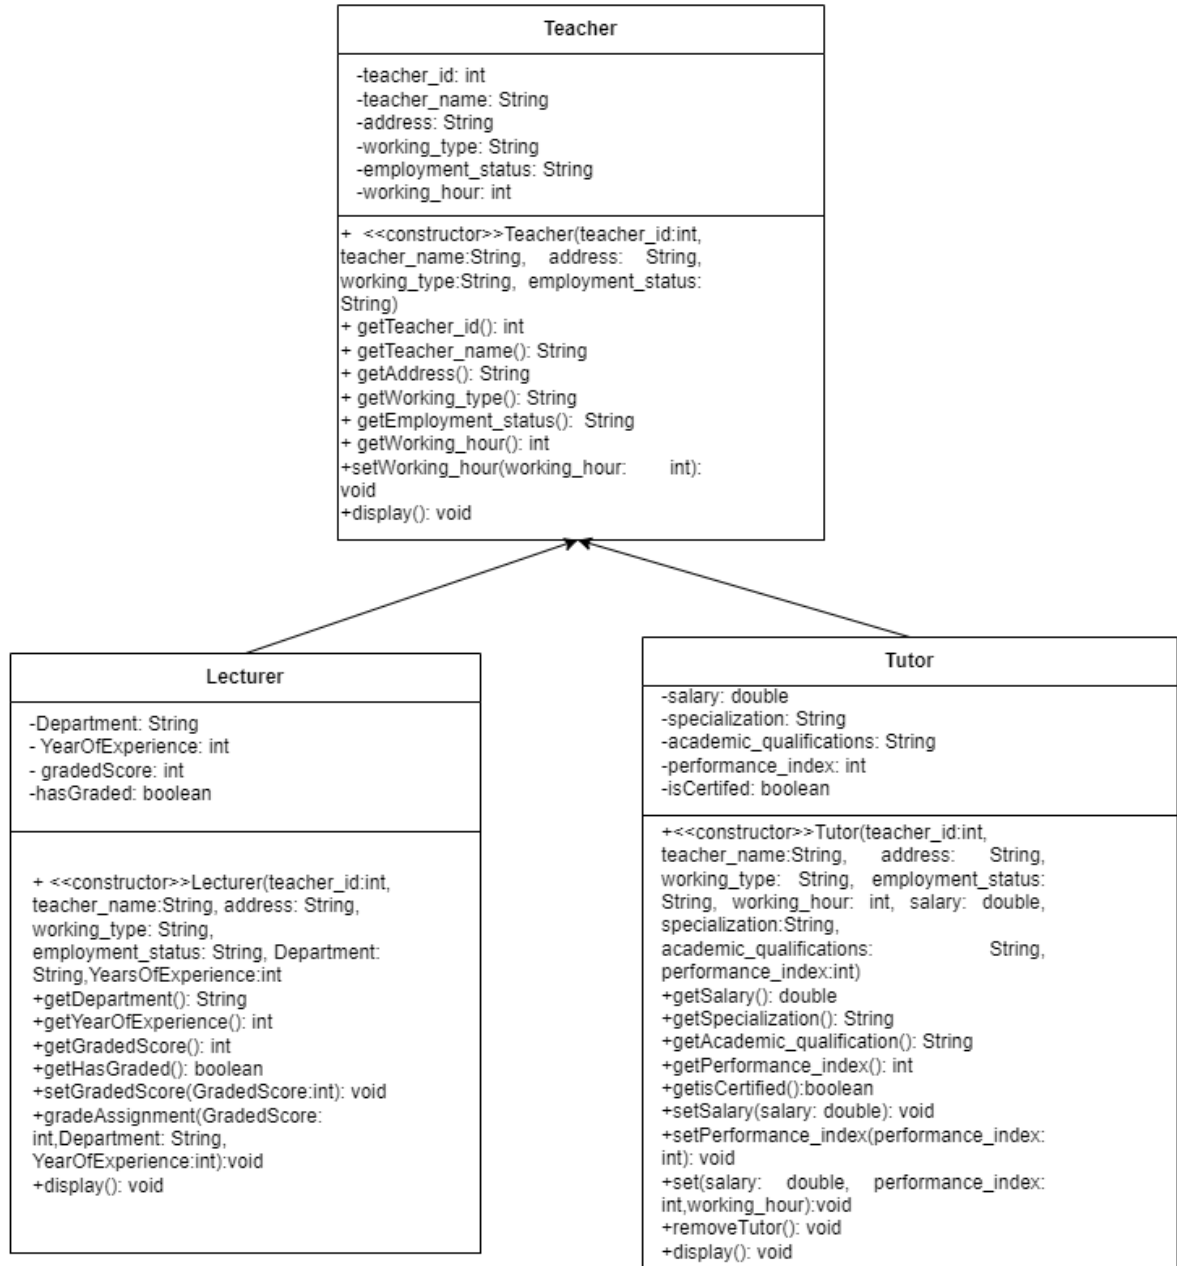 Teacher
-teacher_id: int
-teacher_name: String
-address: String
-working_type: String
-employment_status: String
-working_hour: int
+ <<constructor>>Teacher(teacher_id:int,
teacher_name:String, address: String,
working_type:String, employment_status:
String)
+ getTeacher_id(): int
+ getTeacher_name(): String
+ getAddress(): String
+ getWorking_type(): String
+ getEmployment_status(): String
+ getWorking_hour(): int
+setWorking_hour(working_hour: int):
void
+display(): void
Lecturer
-Department: String
- YearOfExperience: int
- gradedScore: int
-hasGraded: boolean
+ <<constructor>>Lecturer(teacher_id:int,
teacher_name:String, address: String,
working_type: String,
employment_status: String, Department:
String,YearsOfExperience:int
+getDepartment(): String
+getYearOfExperience(): int
+getGradedScore(): int
+getHasGraded(): boolean
+setGradedScore(GradedScore:int): void
+gradeAssignment(GradedScore:
int,Department: String,
YearOfExperience:int):void
+display(): void
Tutor
-salary: double
-specialization: String
-academic_qualifications: String
-performance_index: int
-isCertifed: boolean
+<<constructor>>Tutor(teacher_id:int,
teacher_name:String, address: String,
working_type: String, employment_status:
String, working_hour: int, salary: double,
specialization:String,
academic_qualifications: String,
performance_index:int)
+getSalary(): double
+getSpecialization(): String
+getAcademic_qualification(): String
+getPerformance_index(): int
+getisCertified():boolean
+setSalary(salary: double): void
+setPerformance_index(performance_index:
int): void
+set(salary: double, performance_index:
int,working_hour):void
+removeTutor(): void
+display(): void